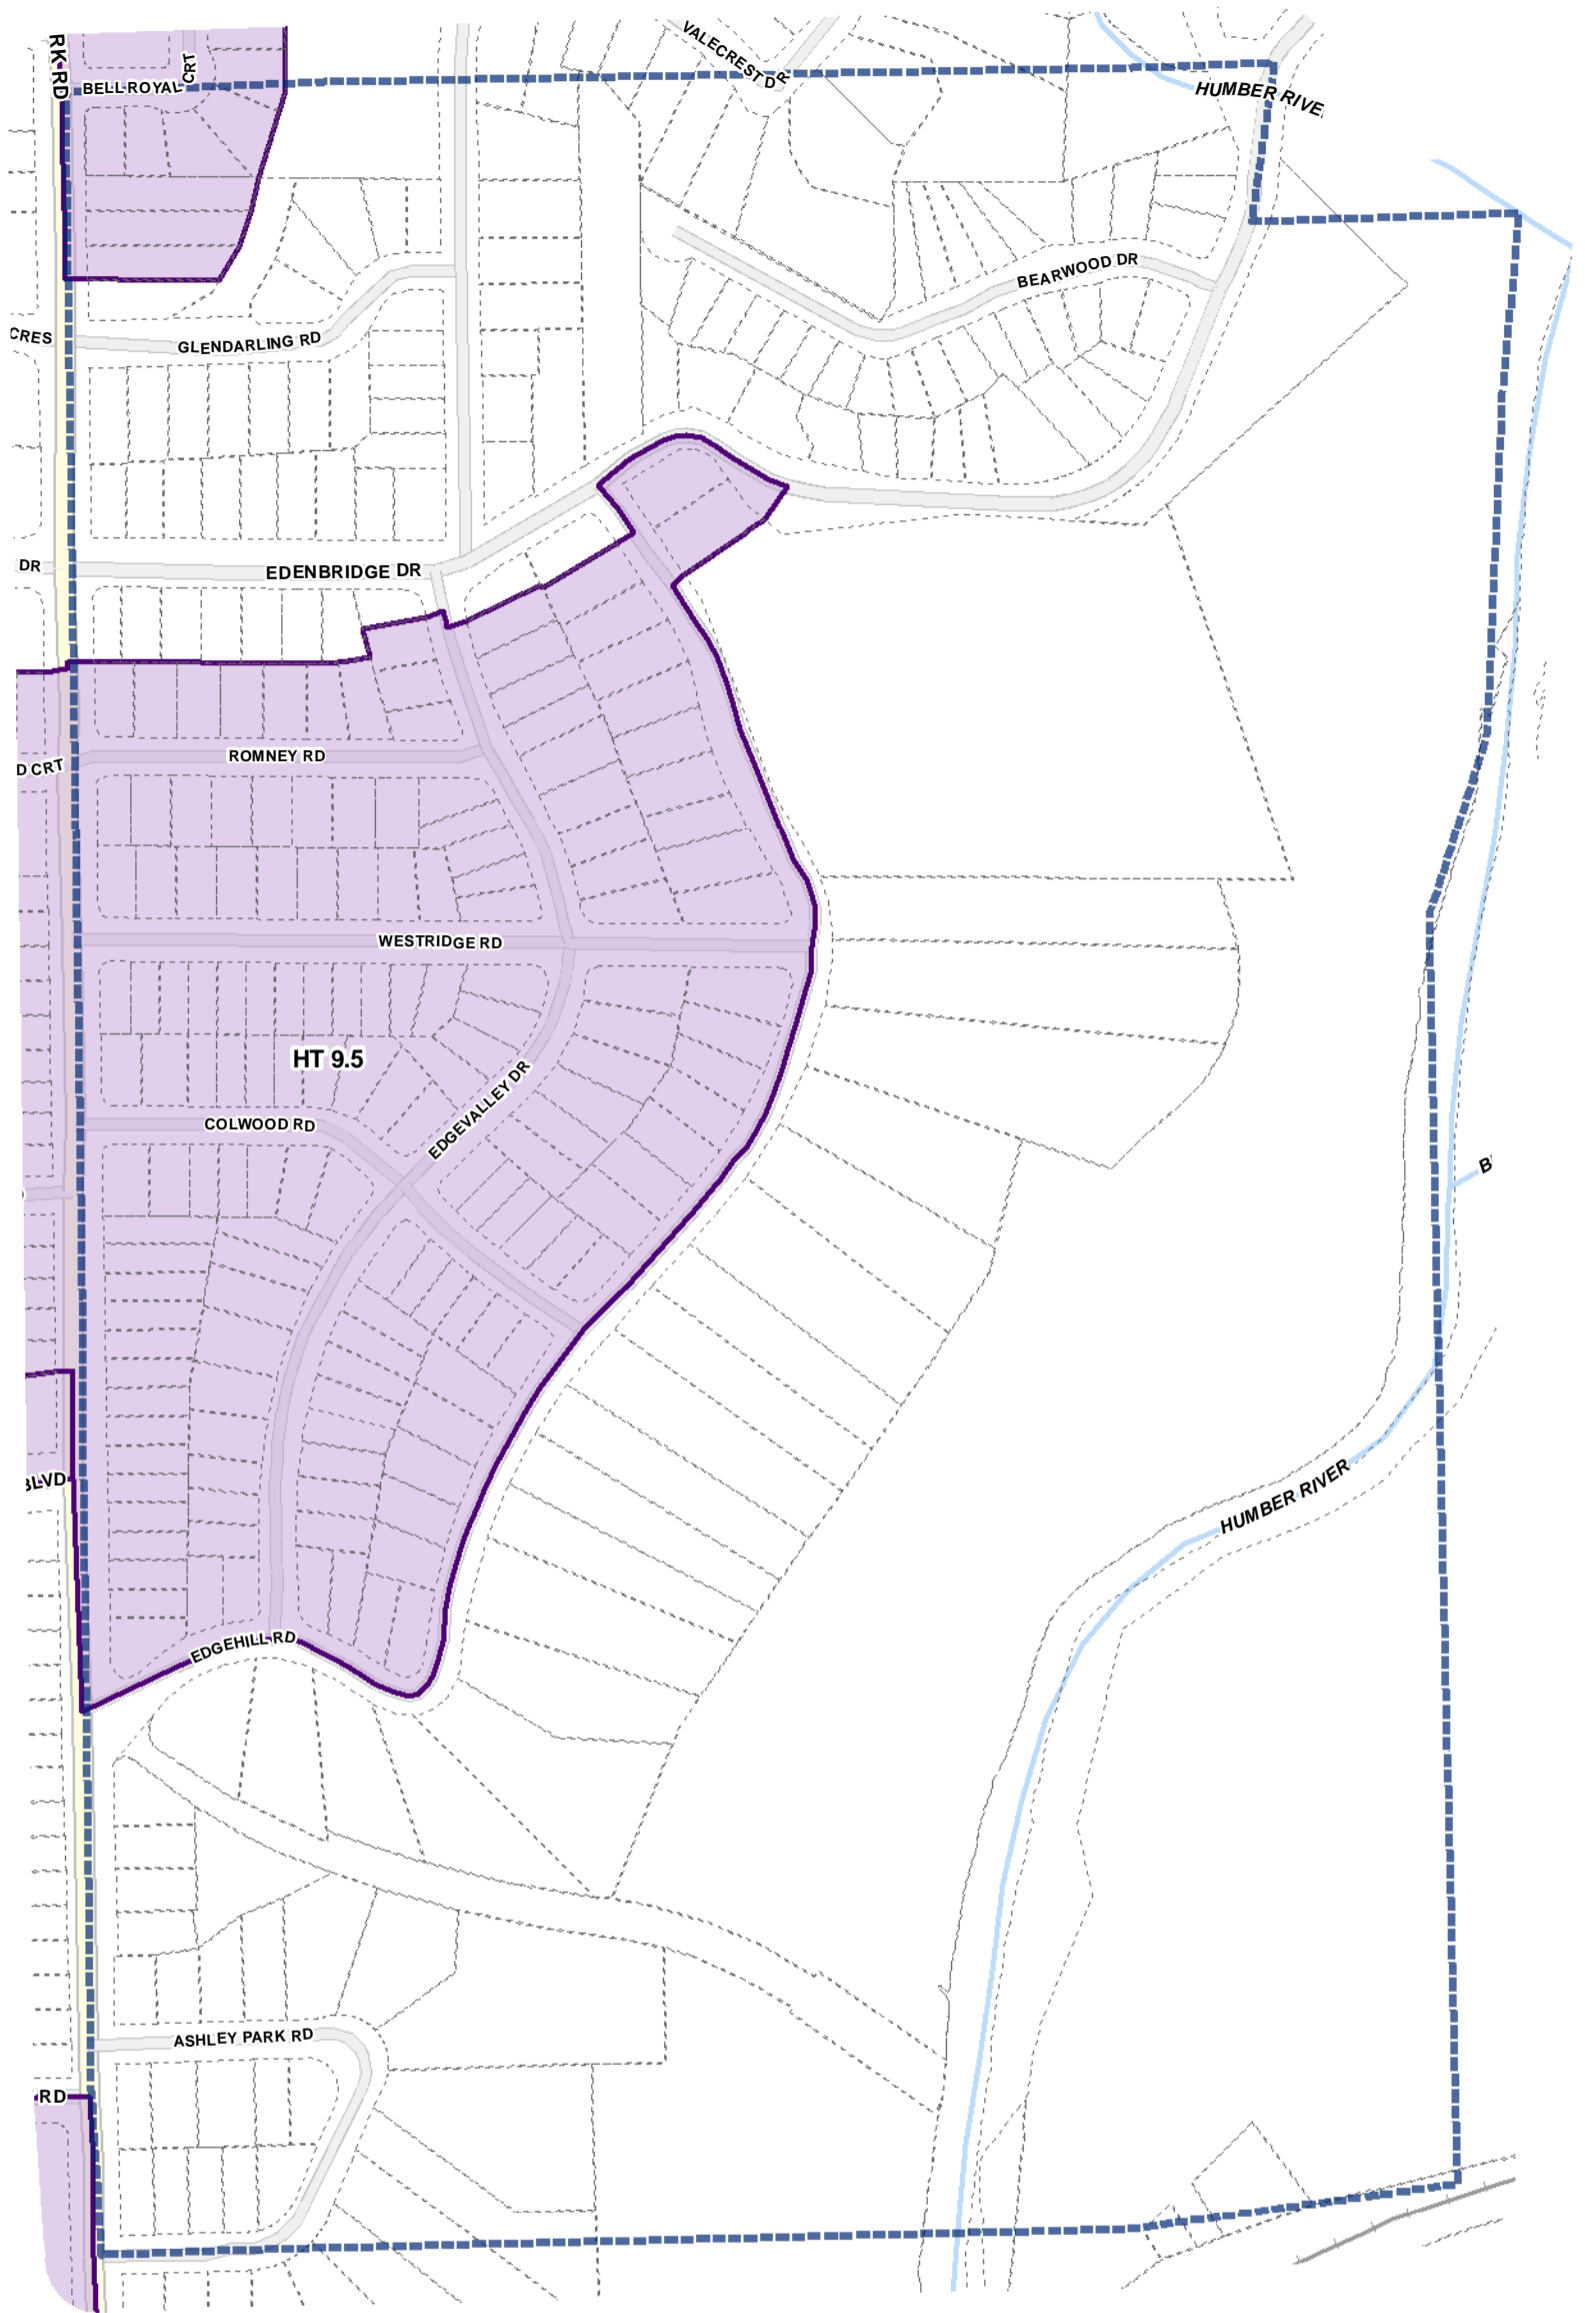 RK RD
CRT
BELL ROYAL
VALECREST DR
HUMBER RIVE
BEARWOOD DR
CRES
GLENDARLING RD
DR
EDENBRIDGE DR
ROMNEY RD
D CRT
WESTRIDGE RD
HT 9.5
COLWOOD RD
EDGEVALLEY DR
B
BLVD
HUMBER RIVER
EDGEHILL RD
ASHLEY PARK RD
RD